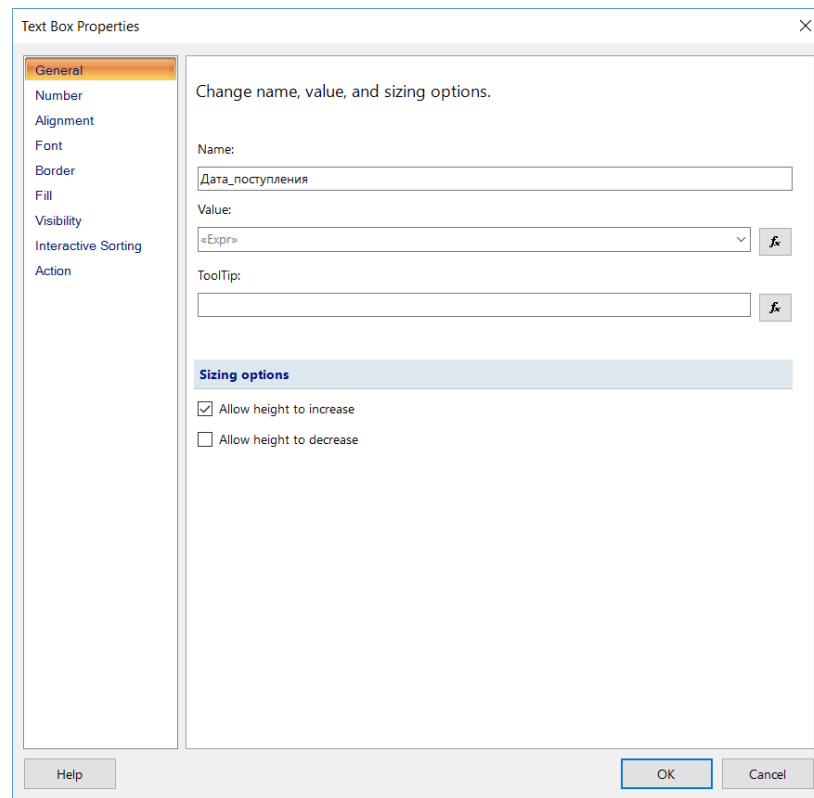 Text Box Properties
General
Number
Alignment
Font
Border
Fill
Visibility
Interactive Sorting
Action
Change name, value, and sizing options.
Name:
Дата_поступления
Value:
«Expr»
fx
ToolTip:
fx
Sizing options
Allow height to increase
Allow height to decrease
Help
OK
Cancel